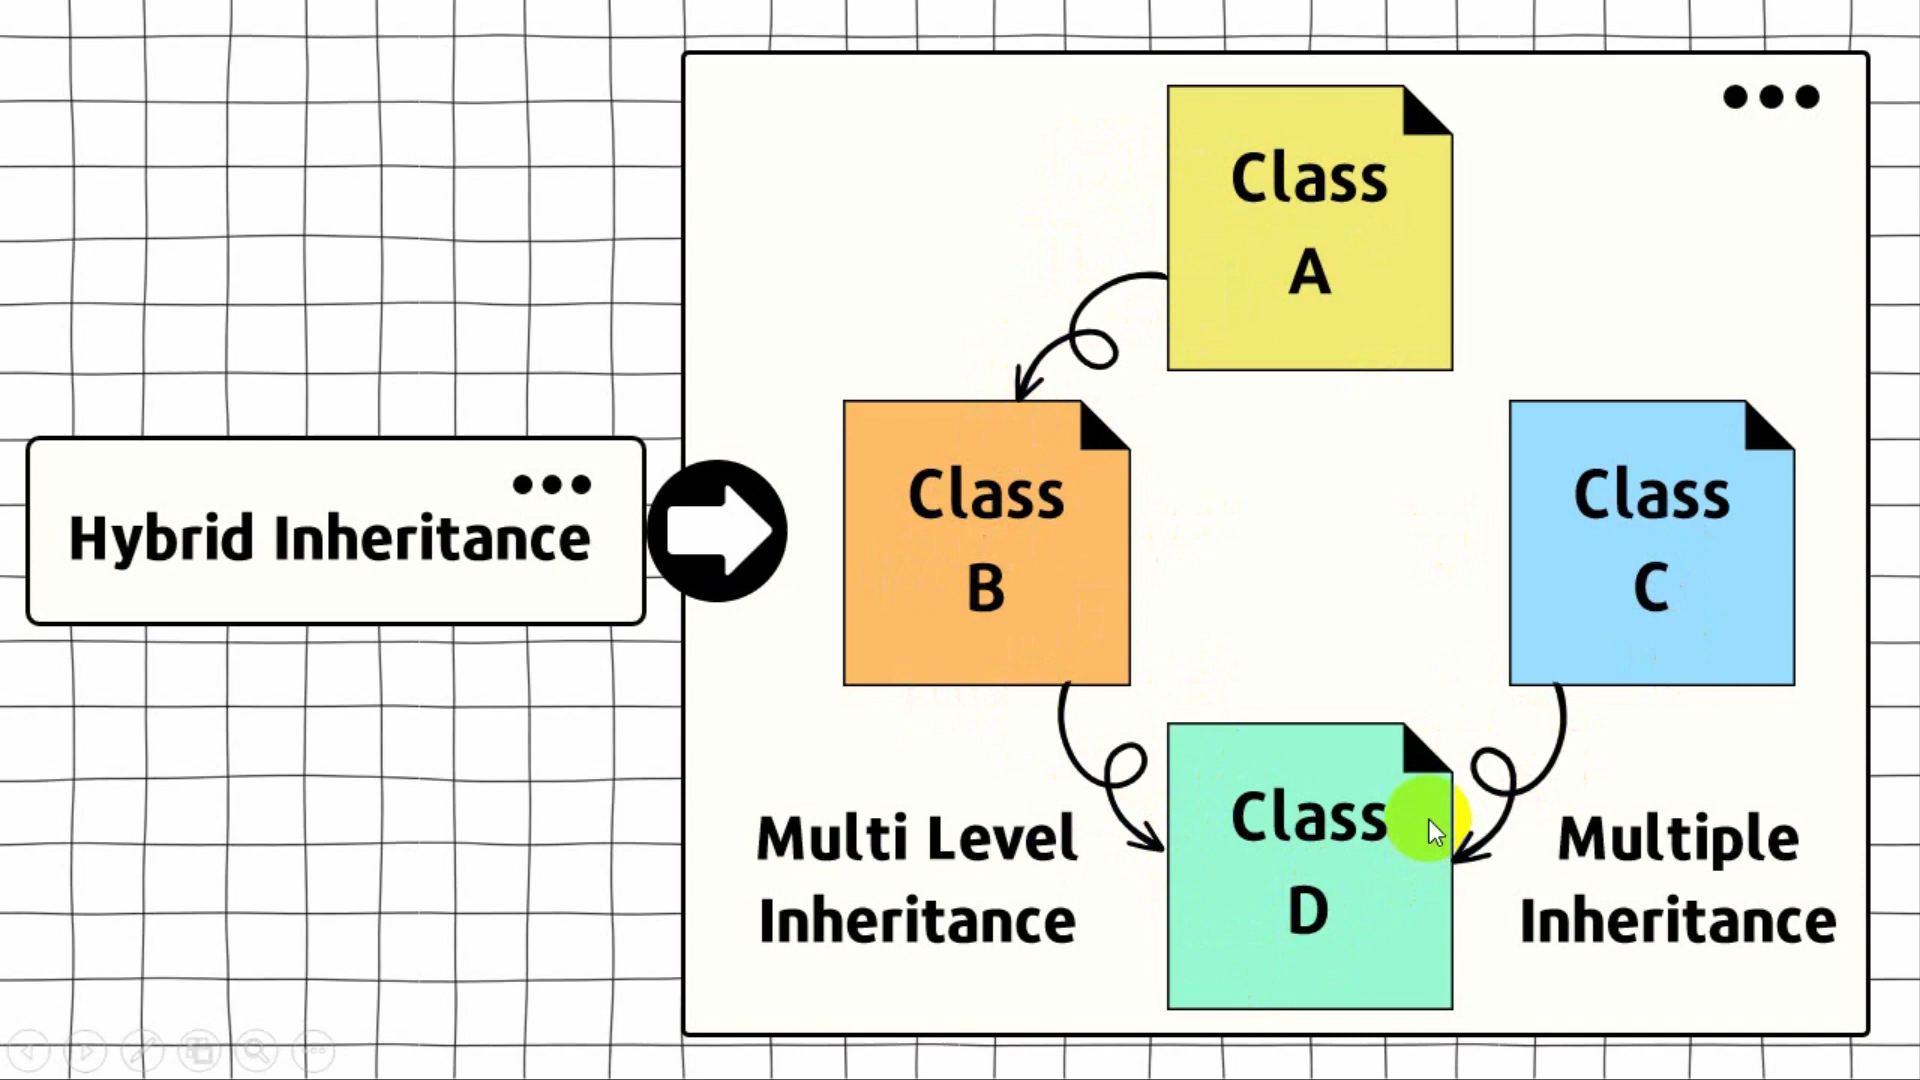 Hybrid Inheritance
Class
A
Class
B
Class
C
Class
D
Multi Level
Inheritance
Multiple
Inheritance